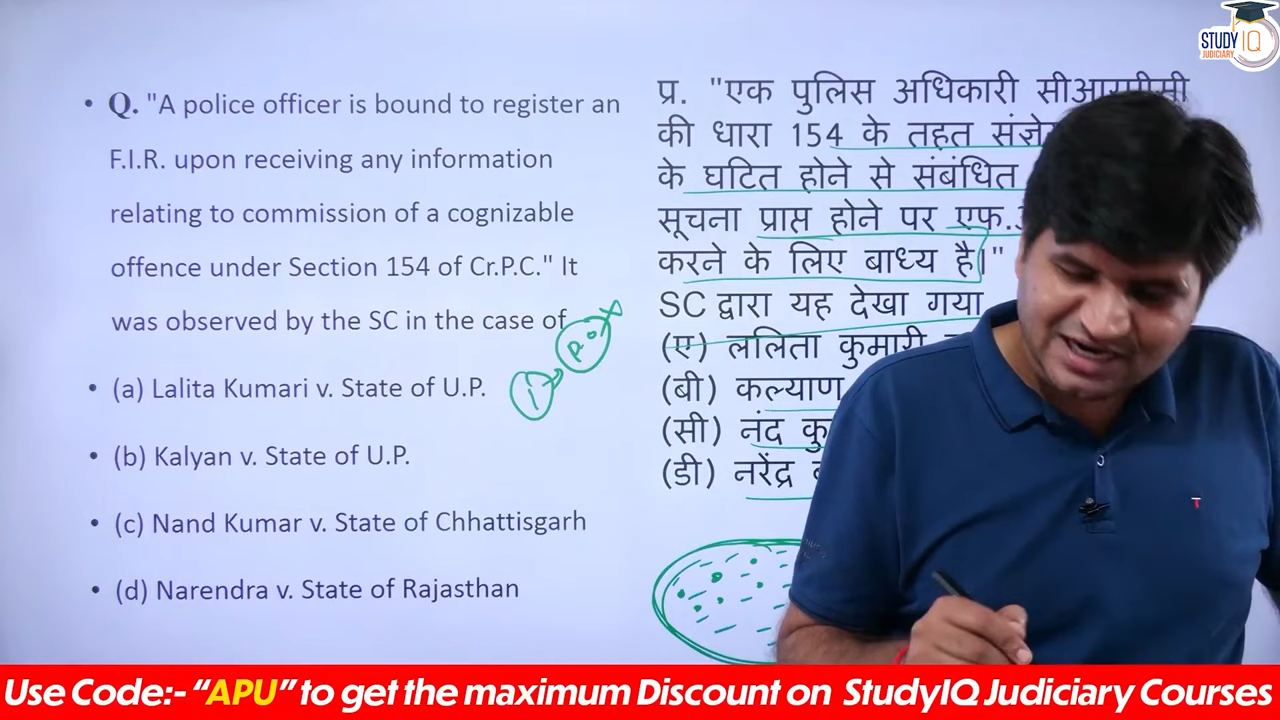 STUDY IQ
JUDICIARY
• Q. "A police officer is bound to register an
F.I.R. upon receiving any information
relating to commission of a cognizable
offence under Section 154 of Cr.P.C." It
was observed by the SC in the case of
• (a) Lalita Kumari v. State of U.P.
• (b) Kalyan v. State of U.P.
• (c) Nand Kumar v. State of Chhattisgarh
• (d) Narendra v. State of Rajasthan
प्र. "एक पुलिस अधिकारी सीआरपीसी
की धारा 154 के तहत
के घटित होने से संबंधित
सूचना प्राप्त होने पर
करने के लिए बाध्य है।"
SC द्वारा यह देखा गया
(ए) ललिता कुमारी
(बी) कल्याण
(सी) नंद
(डी) नरेंद्र
Use Code:- “APU” to get the maximum Discount on StudyIQ Judiciary Courses